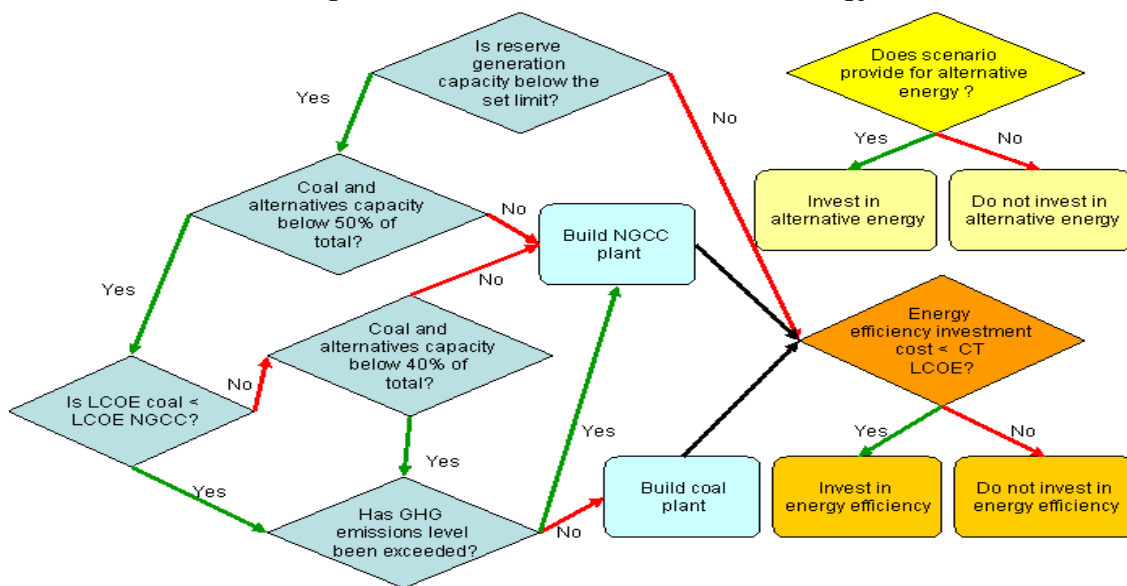 Is reserve
generation
capacity below the
set limit?
Does scenario
provide for alternative
energy ?
Yes
No
Yes
No
Coal and
alternatives capacity
below 50% of
total?
No
Build NGCC
plant
Invest in
alternative energy
Do not invest in
alternative energy
Yes
No
Coal and
alternatives capacity
below 40% of
total?
Energy
efficiency investment
cost < CT
LCOE?
No
Is LCOE coal <
LCOE NGCC?
Yes
Yes
Yes
No
Yes
Has GHG
emissions level
been exceeded?
No
Build coal
plant
Invest in
energy efficiency
Do not invest in
energy efficiency